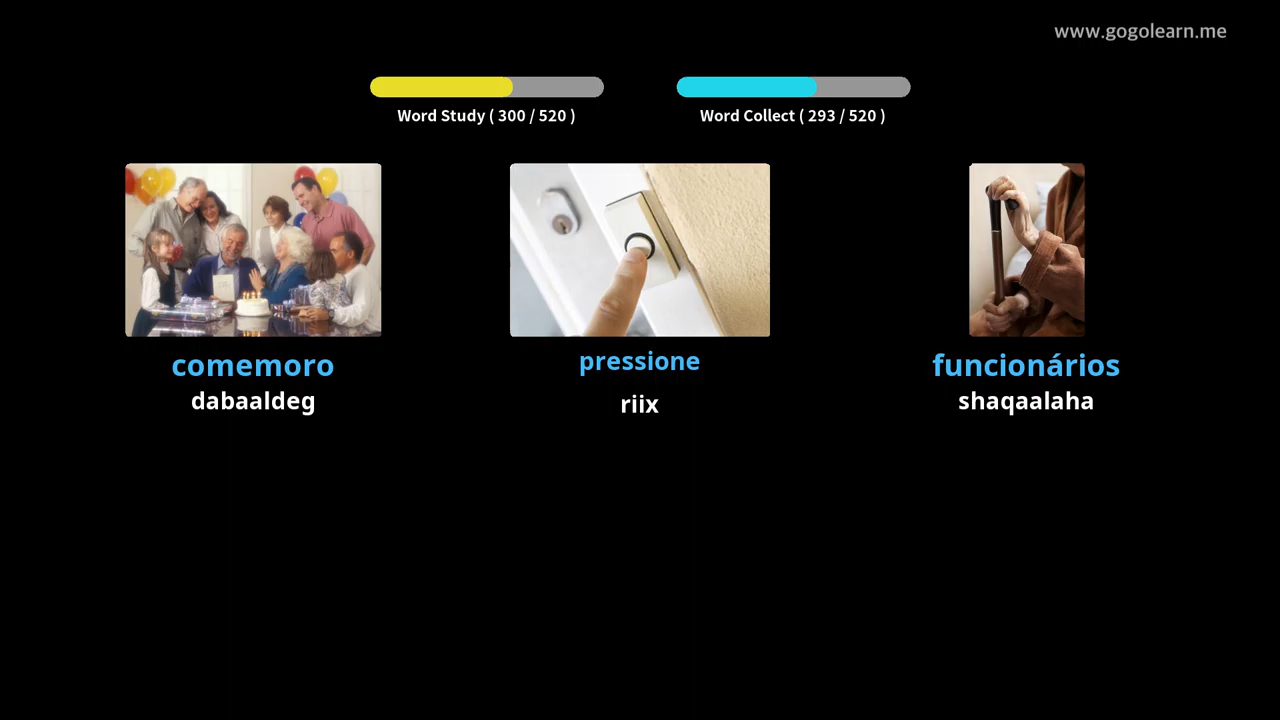 www.gogolearn.me
Word Study ( 300 / 520 )
Word Collect ( 293 / 520 )
comemoro
dabaaldeg
pressione
riix
funcionários
shaqaalaha